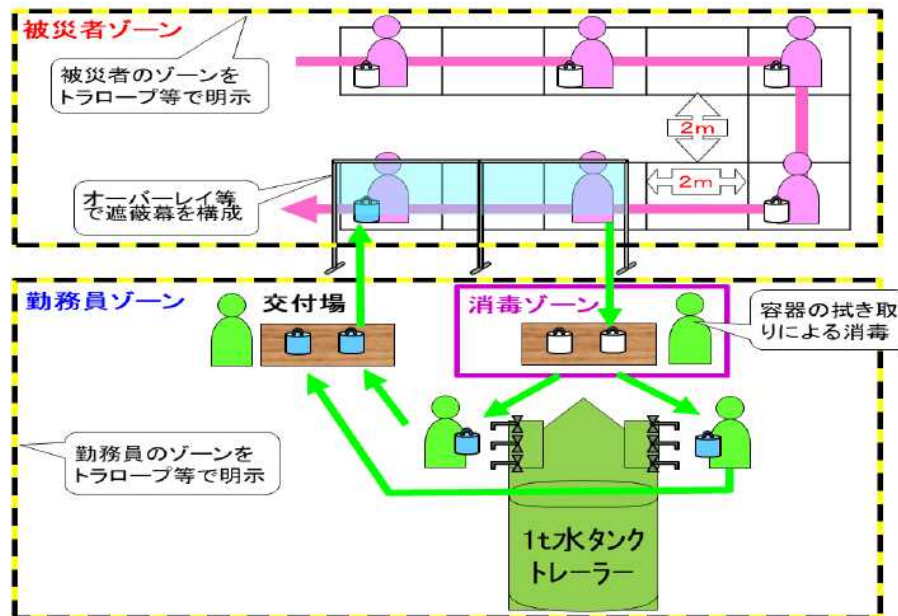 被災者ゾーン
被災者のゾーンを
トラロープ等で明示
2m
2m
オーバーレイ等
で遮蔽幕を構成
勤務員ゾーン
交付場
消毒ゾーン
容器の拭き取
りによる消毒
勤務員のゾーンを
トラロープ等で明示
1t水タンク
トレーラー